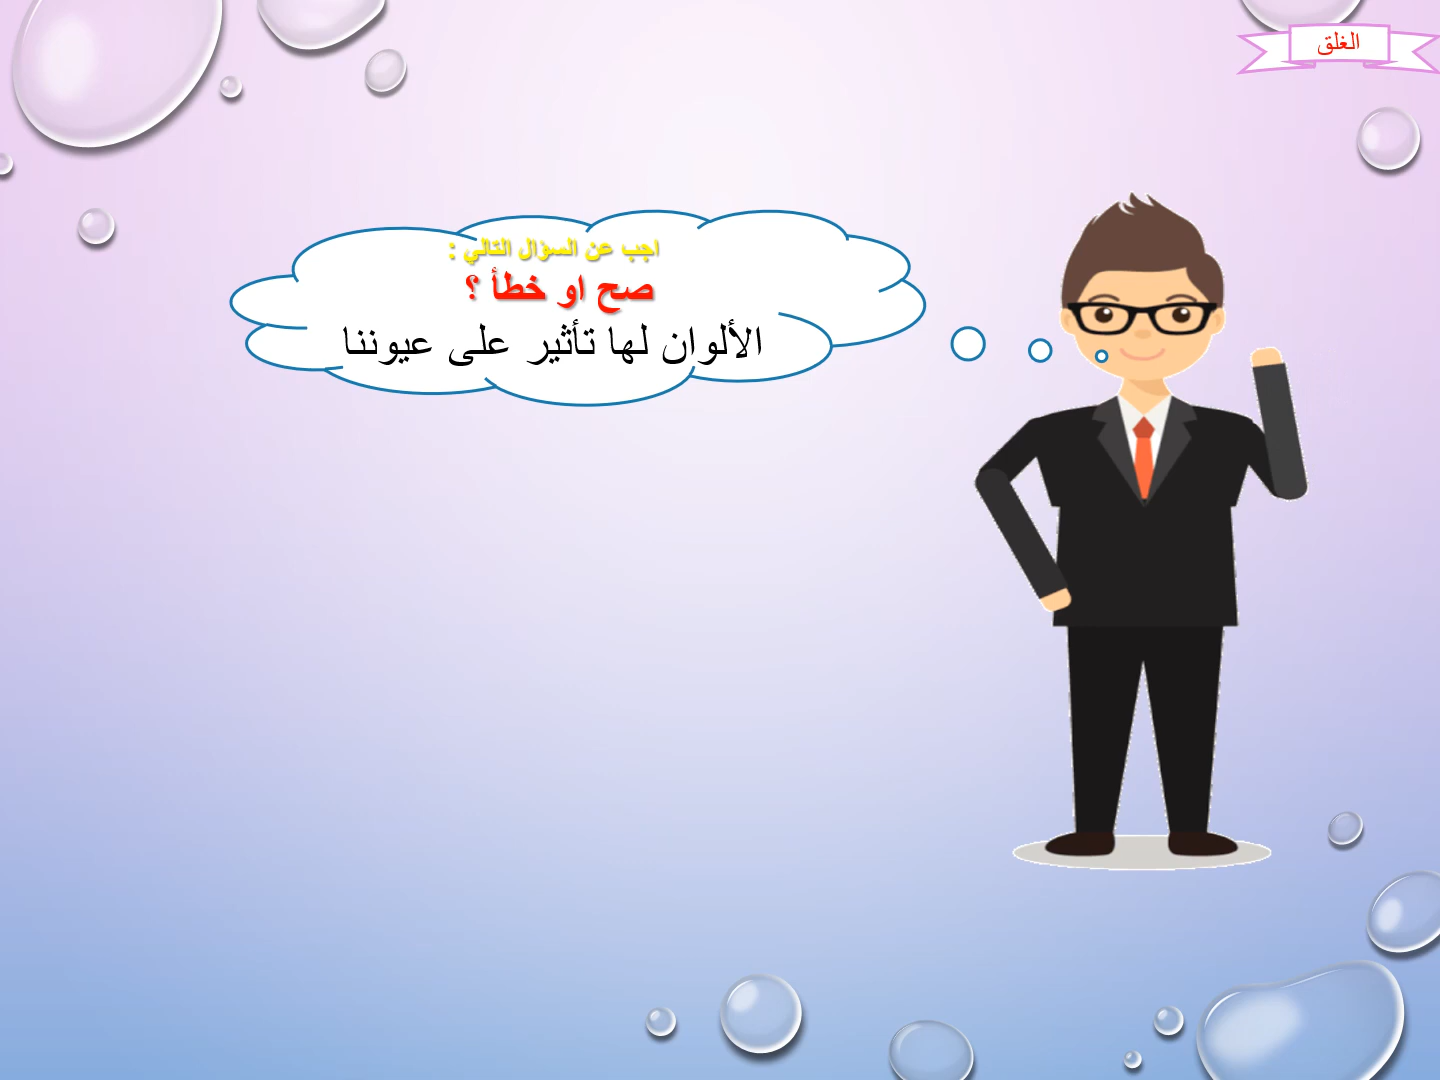 الغلق
اجب عن السؤال التالي :
صح او خطأ ؟
الألوان لها تأثير على عيوننا